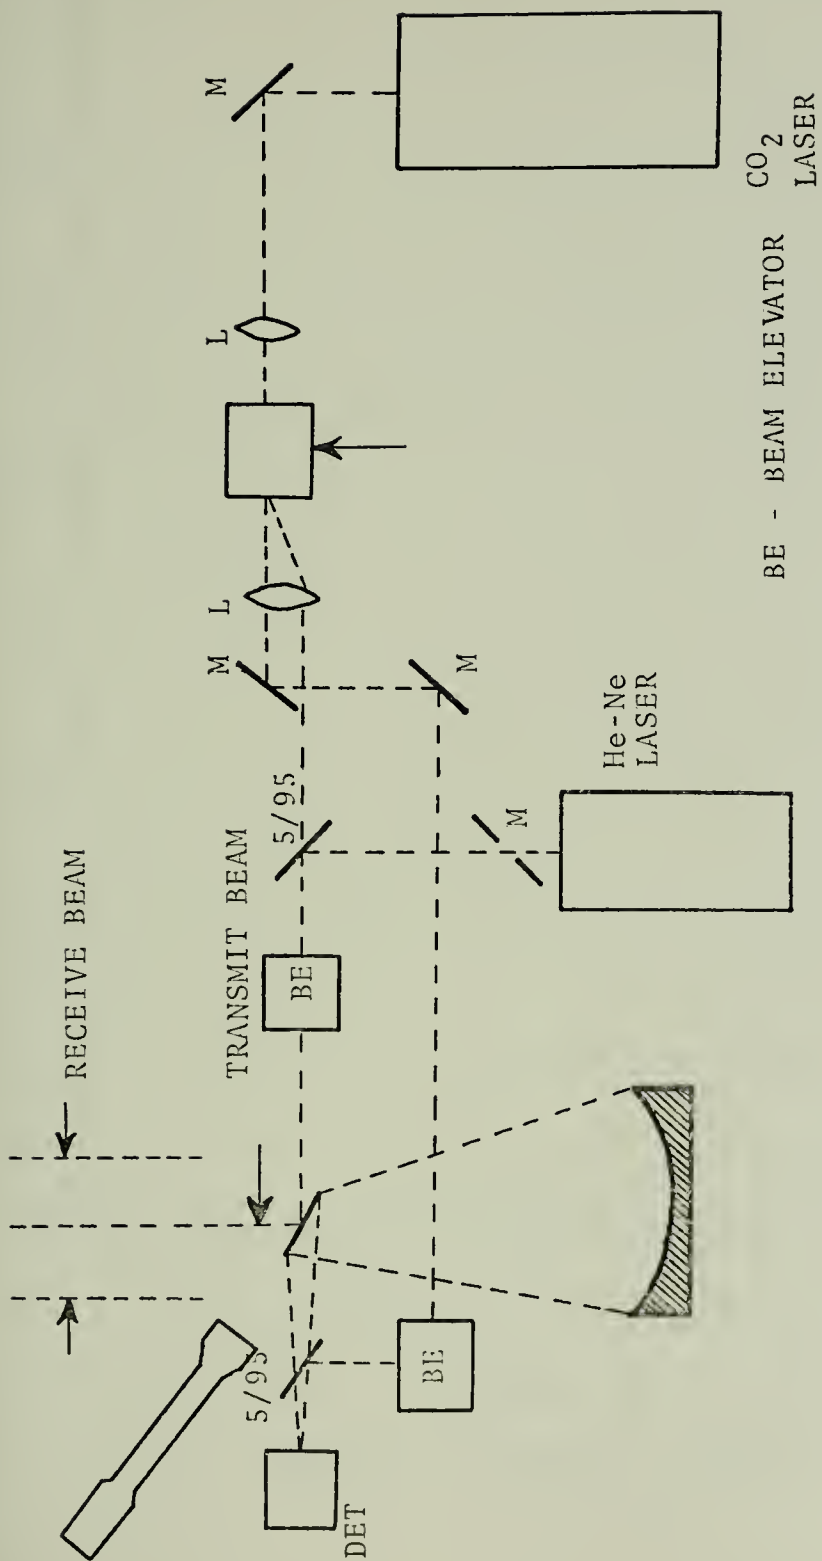 RECEIVE BEAM
M
L
L
M
TRANSMIT BEAM
5/95
5/95
BE
DET
BE
M
M
He-Ne
LASER
BE - BEAM ELEVATOR
CO2
LASER